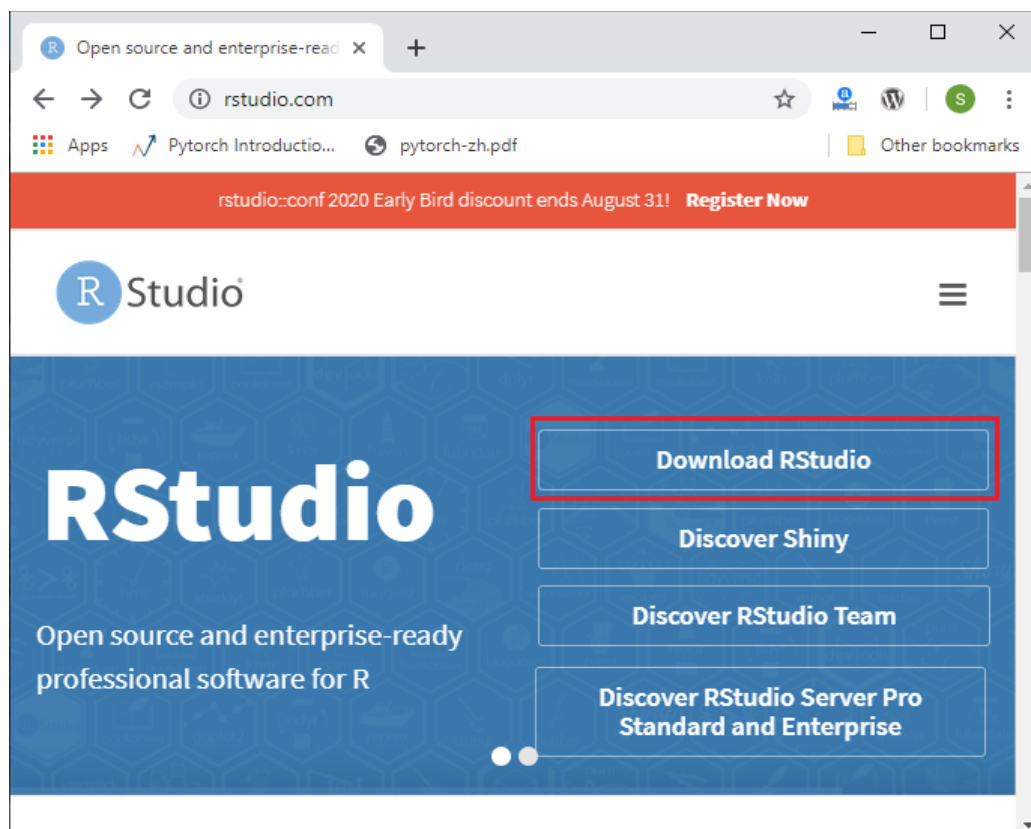 R Open source and enterprise-read
rstudio.com
a
S
Apps Pytorch Introductio... pytorch-zh.pdf Other bookmarks
rstudio::conf 2020 Early Bird discount ends August 31! Register Now
R Studio
RStudio
Open source and enterprise-ready
professional software for R
Download RStudio
Discover Shiny
Discover RStudio Team
Discover RStudio Server Pro
Standard and Enterprise